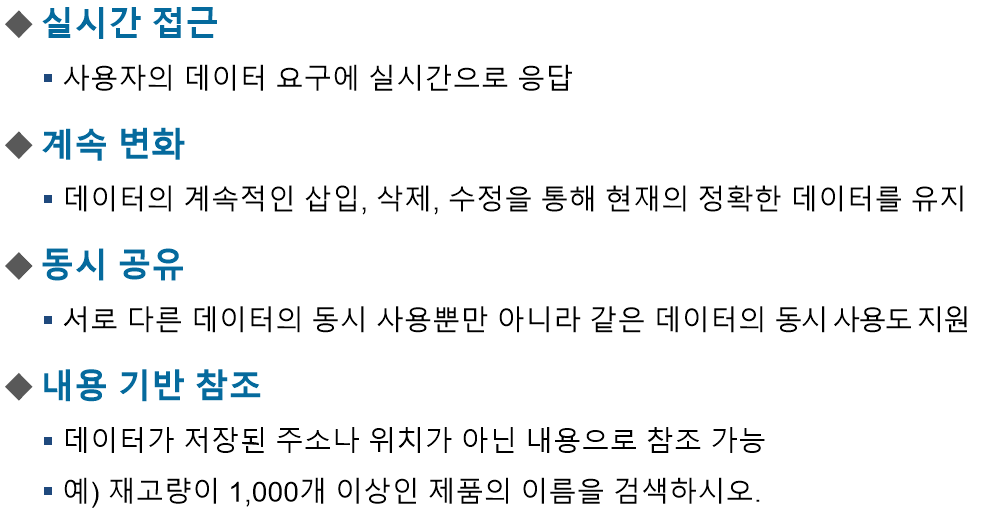 ◆ 실시간 접근
▪ 사용자의 데이터 요구에 실시간으로 응답
◆ 계속 변화
▪ 데이터의 계속적인 삽입, 삭제, 수정을 통해 현재의 정확한 데이터를 유지
◆ 동시 공유
▪ 서로 다른 데이터의 동시 사용뿐만 아니라 같은 데이터의 동시 사용도 지원
◆ 내용 기반 참조
▪ 데이터가 저장된 주소나 위치가 아닌 내용으로 참조 가능
▪ 예) 재고량이 1,000개 이상인 제품의 이름을 검색하시오.